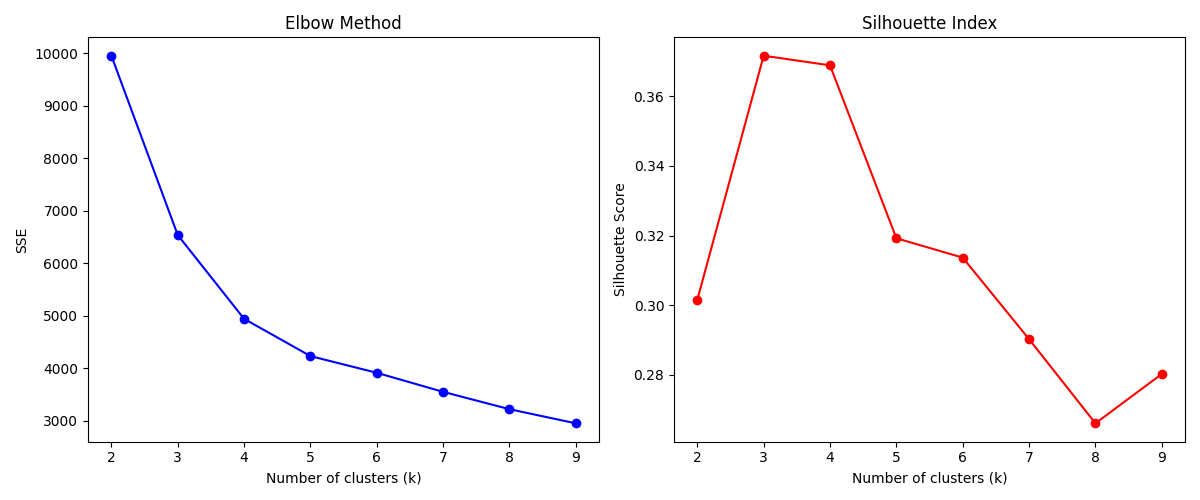 Elbow Method
10000
9000
8000
7000
6000
5000
4000
3000
SSE
2 3 4 5 6 7 8 9
Number of clusters (k)
Silhouette Index
0.36
0.34
0.32
0.30
0.28
Silhouette Score
2 3 4 5 6 7 8 9
Number of clusters (k)